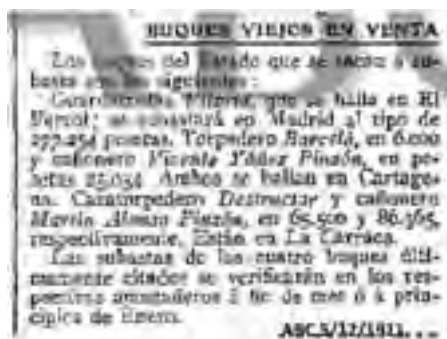 BUQUES VIEJOS EN VENTA
Los buques del Estado que se sacan á su-
basta son los siguientes:
Guardacostas Vitoria, que se halla en El
Ferrol; se subastará en Madrid al tipo de
277.254 pesetas. Torpedero Barceló, en 6.000
y cañonero Vicente Yáñez Pinzón, en pe-
setas 25.034. Ambos se hallan en Cartage-
na. Cazatorpedero Destructor y cañonero
Martín Alonso Pinzón, en 65.500 y 86.365,
respectivamente. Están en La Carraca.
Las subastas de los cuatro buques últi-
mamente citados se verificarán en los res-
pectivos apostaderos á fin de mes ó á prin-
cipios de Enero.
ABC 5/12/1911. . .